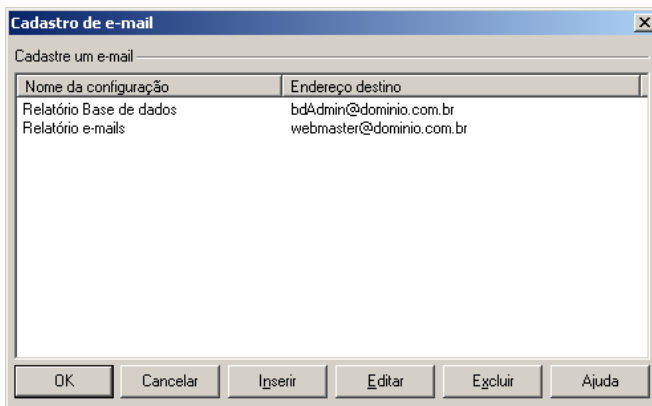 Cadastro de e-mail
Cadastre um e-mail
Nome da configuração Endereço destino
Relatório Base de dados bdAdmin@dominio.com.br
Relatório e-mails webmaster@dominio.com.br
OK Cancelar Inserir Editar Excluir Ajuda